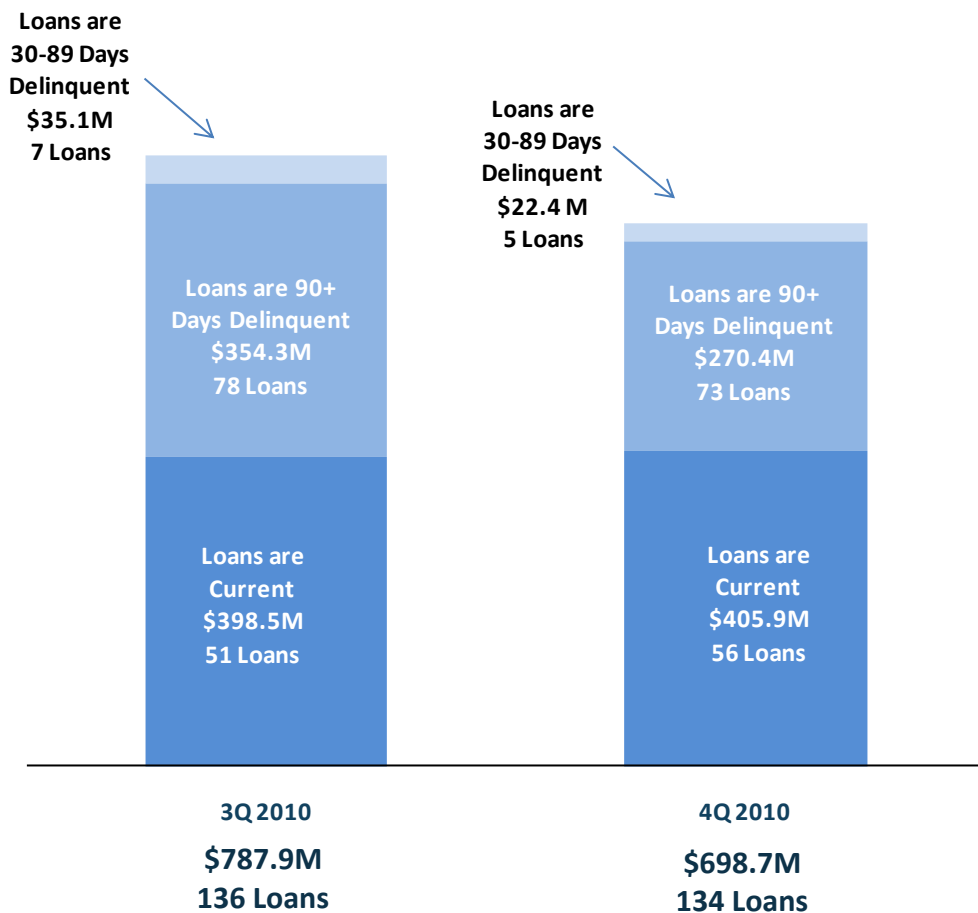 Loans are
30-89 Days
Delinquent
$35.1M
7 Loans
Loans are 90+
Days Delinquent
$354.3M
78 Loans
Loans are
Current
$398.5M
51 Loans
3Q 2010
$787.9M
136 Loans
Loans are
30-89 Days
Delinquent
$22.4 M
5 Loans
Loans are 90+
Days Delinquent
$270.4M
73 Loans
Loans are
Current
$405.9M
56 Loans
4Q 2010
$698.7M
134 Loans